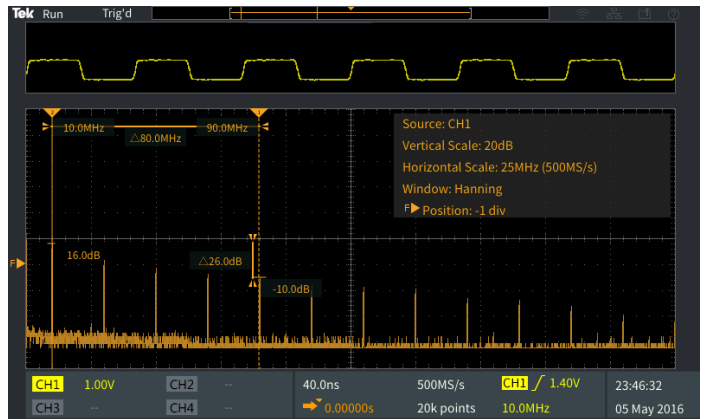 Tek Run Trig'd
10.0MHz 90.0MHz
△80.0MHz
Source: CH1
Vertical Scale: 20dB
Horizontal Scale: 25MHz (500MS/s)
Window: Hanning
F Position: -1 div
16.0dB
△26.0dB
F
-10.0dB
CH1 1.00V CH2 -- 40.0ns 500MS/s CH1 1.40V 23:46:32
CH3 -- CH4 -- 0.00000s 20k points 10.0MHz 05 May 2016